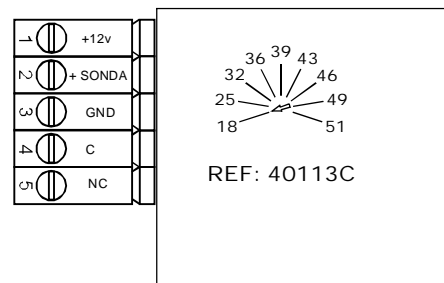 1 +12v
2 + SONDA
3 GND
4 C
5 NC
39
36 43
32 46
25 49
18 51
REF: 40113C